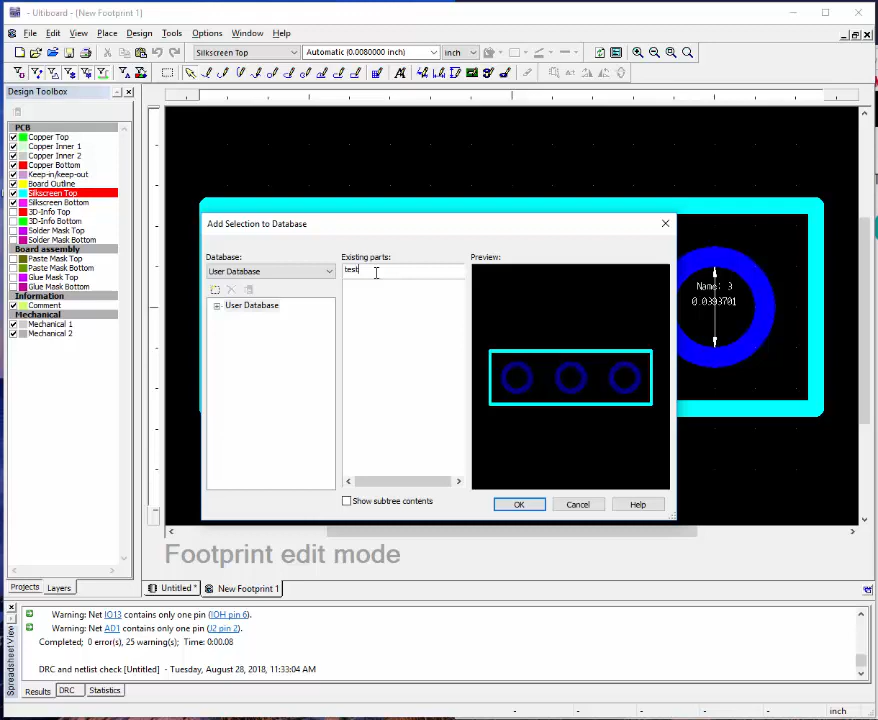 - Ultiboard - [New Footprint 1]
File Edit View Place Design Tools Options Window Help
Silkscreen Top
Automatic (0.0080000 inch)
inch
Design Toolbox
PCB
Copper Top
Copper Inner 1
Copper Inner 2
Copper Bottom
Keep-in/keep-out
Board Outline
Silkscreen Top
Silkscreen Bottom
3D-Info Top
3D-Info Bottom
Solder Mask Top
Solder Mask Bottom
Board assembly
Paste Mask Top
Paste Mask Bottom
Glue Mask Top
Glue Mask Bottom
Information
Comment
Mechanical
Mechanical 1
Mechanical 2
Projects Layers
Add Selection to Database
Database:
User Database
User Database
Existing parts:
test
Show subtree contents
Preview:
OK Cancel Help
Name: 3
0.0393701
Footprint edit mode
Untitled * New Footprint 1
Spreadsheet View
Warning: Net IO13 contains only one pin (IOH pin 6).
Warning: Net AD1 contains only one pin (J2 pin 2).
Completed; 0 error(s), 25 warning(s); Time: 0:00.08
DRC and netlist check [Untitled] - Tuesday, August 28, 2018, 11:33:04 AM
Results DRC Statistics
- - - - inch